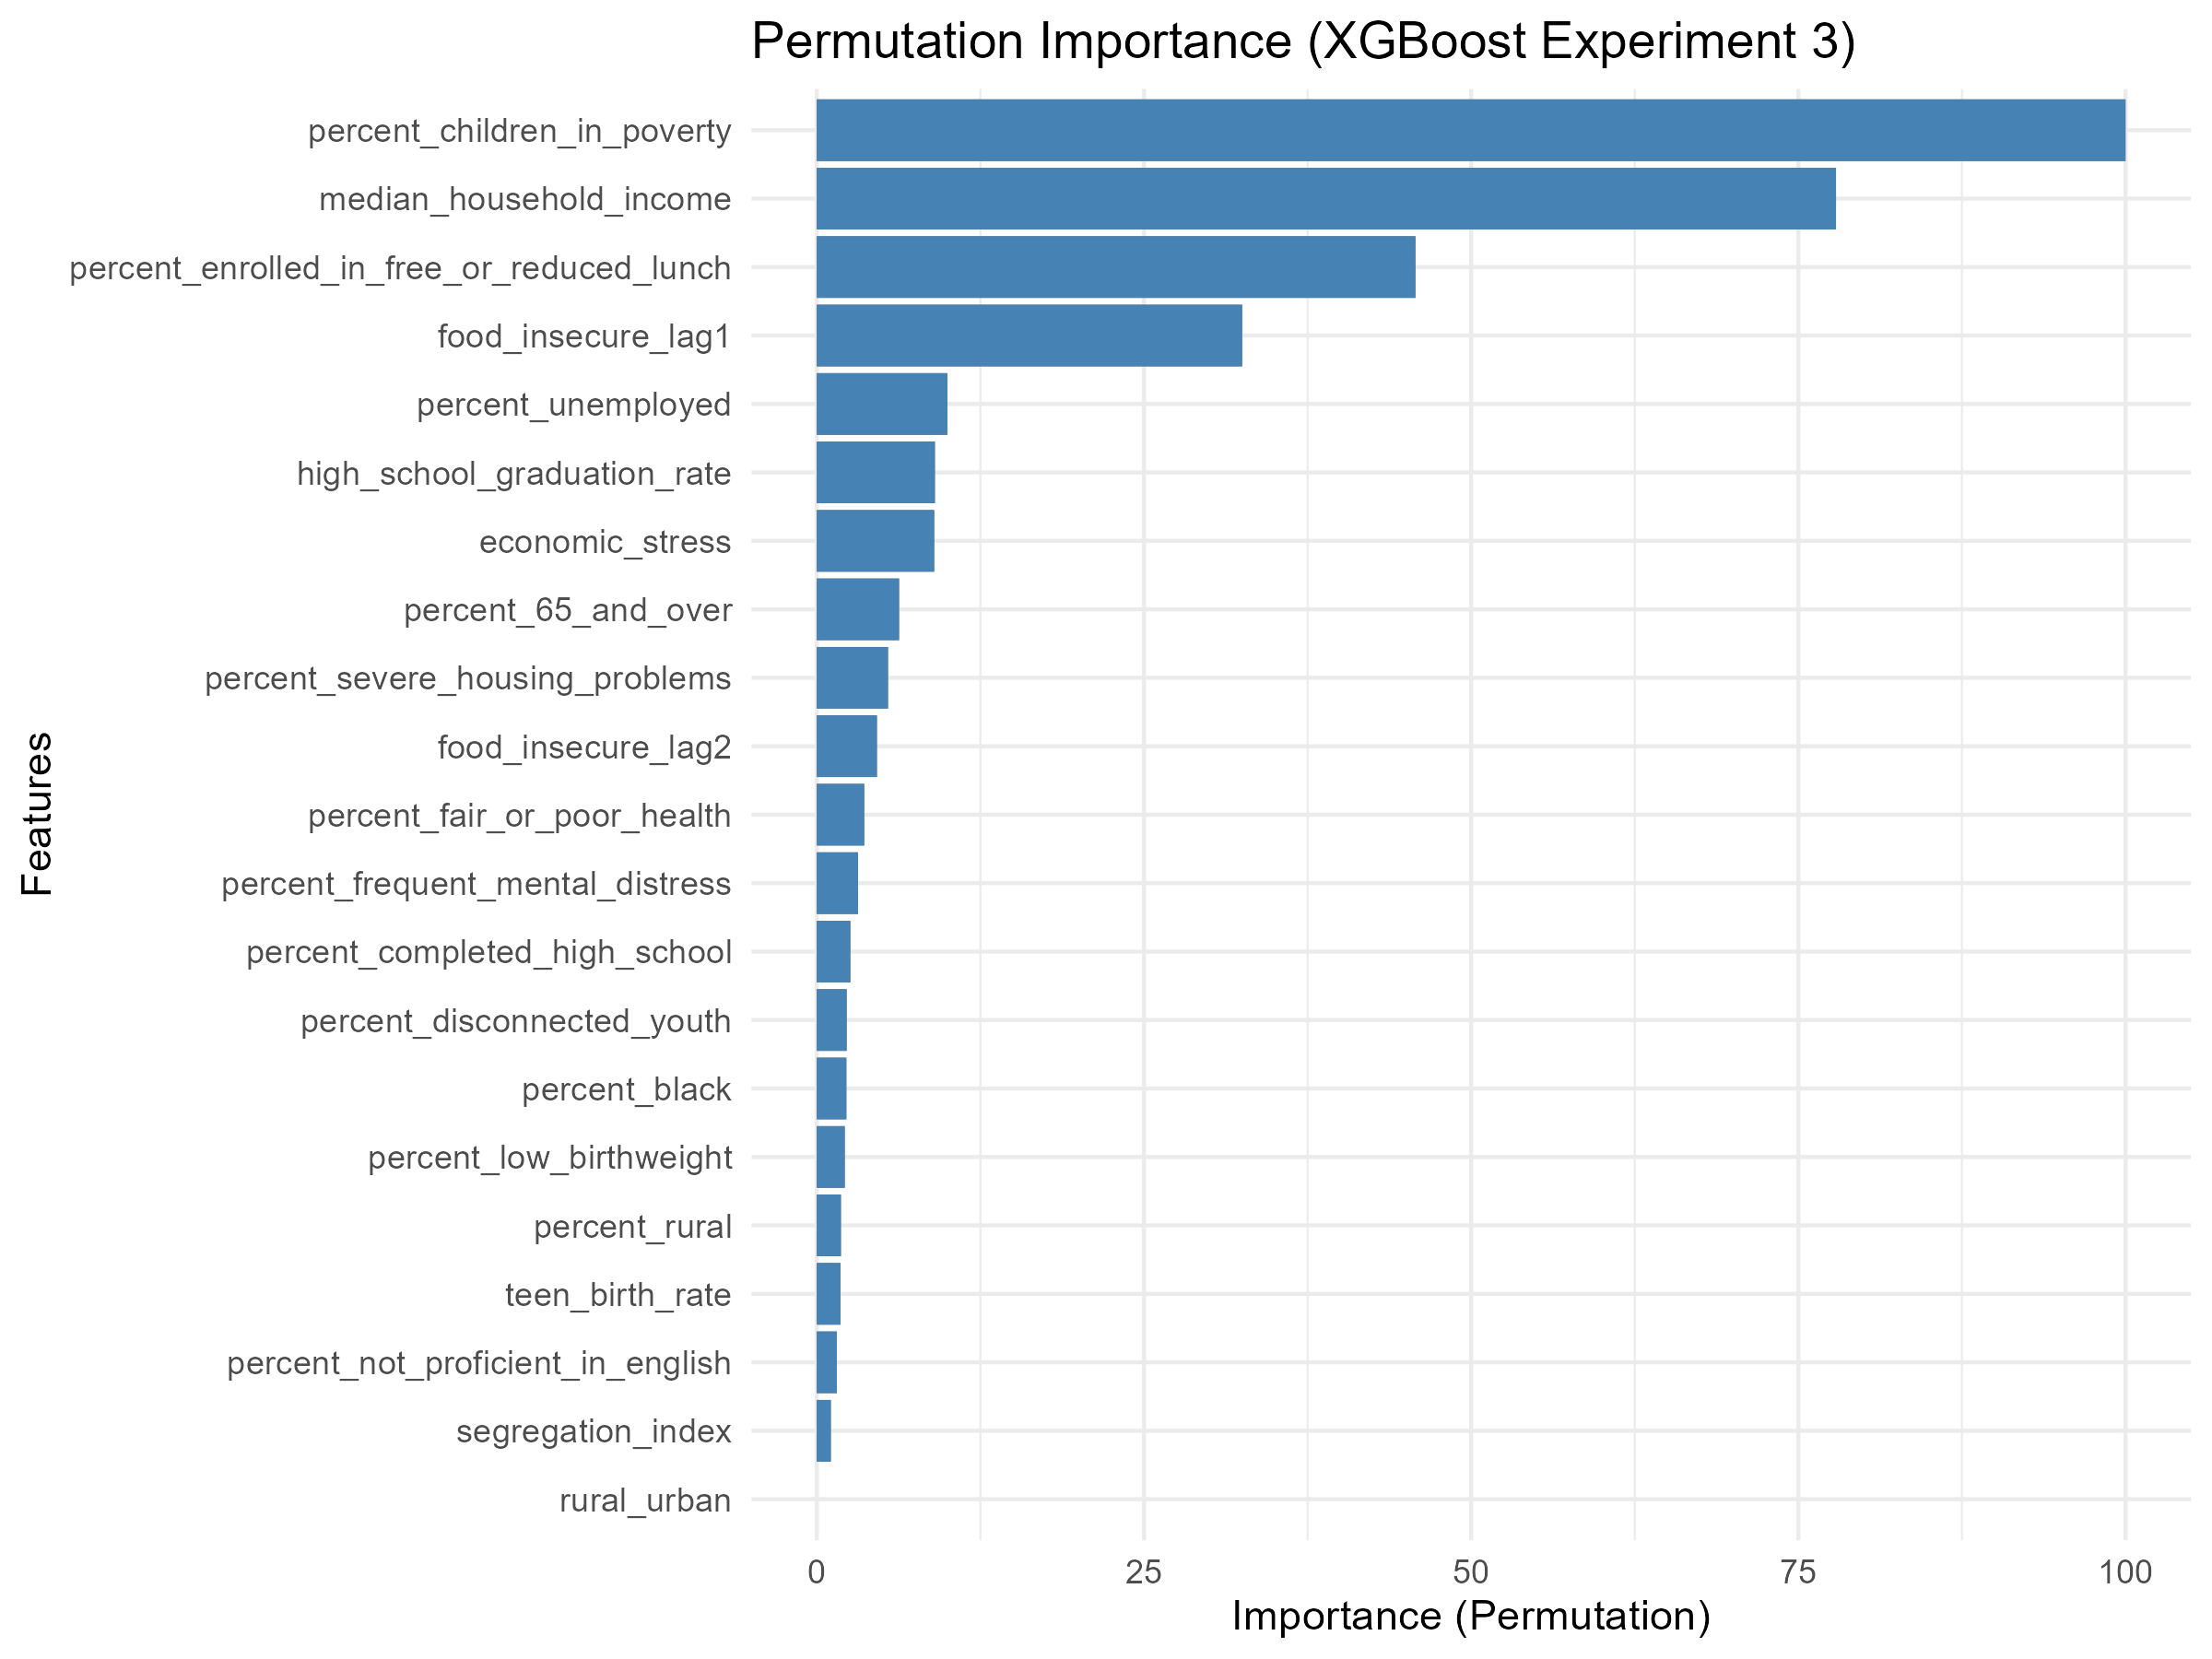 Permutation Importance (XGBoost Experiment 3)
percent_children_in_poverty
median_household_income
percent_enrolled_in_free_or_reduced_lunch
food_insecure_lag1
percent_unemployed
high_school_graduation_rate
economic_stress
percent_65_and_over
percent_severe_housing_problems
food_insecure_lag2
percent_fair_or_poor_health
percent_frequent_mental_distress
percent_completed_high_school
percent_disconnected_youth
percent_black
percent_low_birthweight
percent_rural
teen_birth_rate
percent_not_proficient_in_english
segregation_index
rural_urban
Features
0 25 50 75 100
Importance (Permutation)